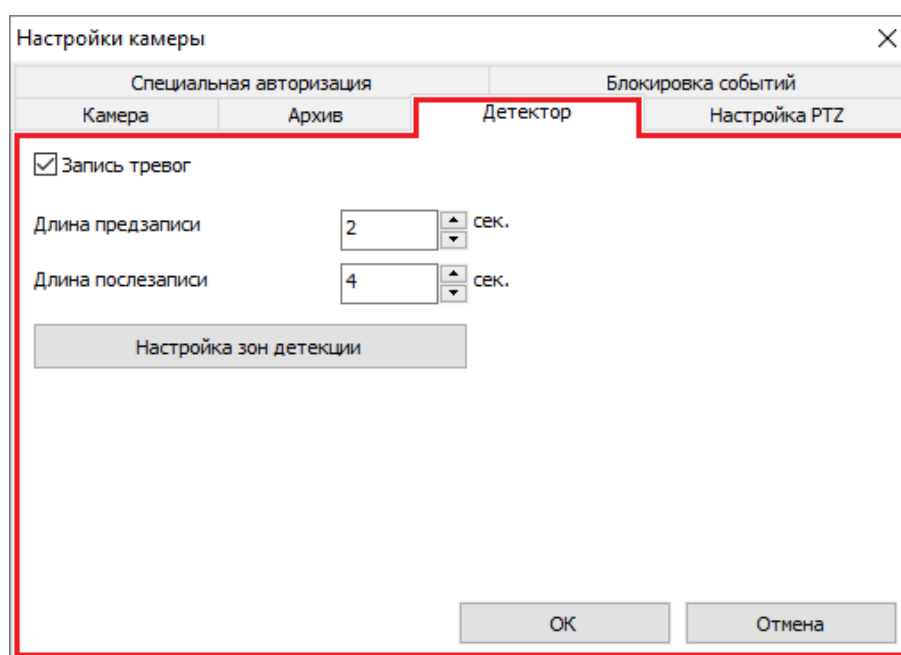 Настройки камеры
Специальная авторизация Блокировка событий
Камера Архив Детектор Настройка PTZ
Запись тревог
Длина предзаписи 2 сек.
Длина послезаписи 4 сек.
Настройка зон детекции
OK Отмена